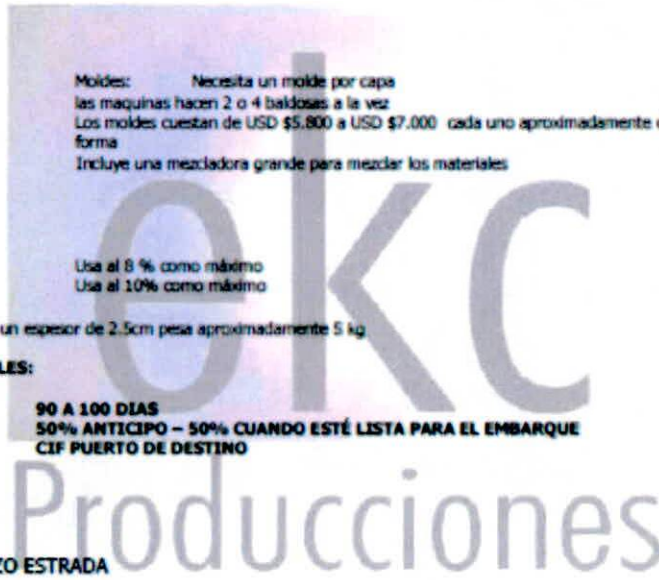 Moldes: Necesita un molde por capa
las maquinas hacen 2 o 4 baldosas a la vez
Los moldes cuestan de USD $5.800 a USD $7.000 cada uno aproximadamente
forma
Incluye una mezcladora grande para mezclar los materiales
ekc
Usa al 8 % como máximo
Usa al 10% como máximo
un espesor de 2.5cm pesa aproximadamente 5 kg
LES:
90 A 100 DIAS
50% ANTICIPO – 50% CUANDO ESTÉ LISTA PARA EL EMBARQUE
CIF PUERTO DE DESTINO
Producciones
ZO ESTRADA